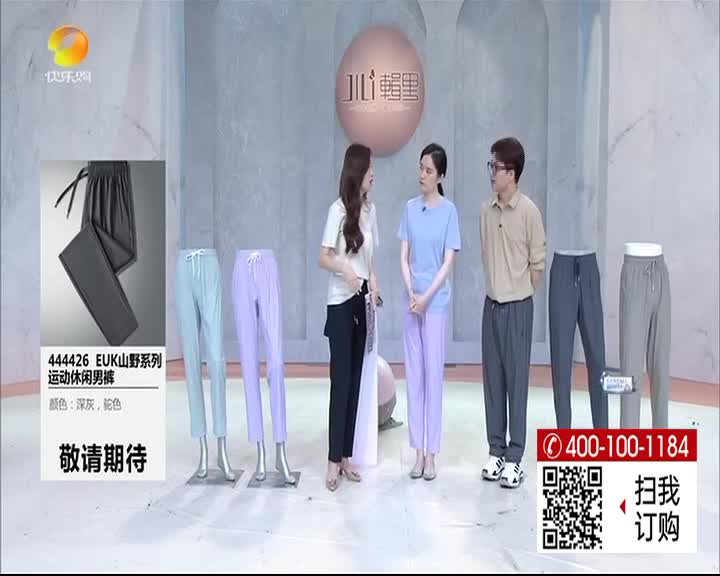 快乐购
JILI 輯里
444426 EUK山野系列
运动休闲男裤
颜色：深灰，驼色
敬请期待
400-100-1184
扫我
订购